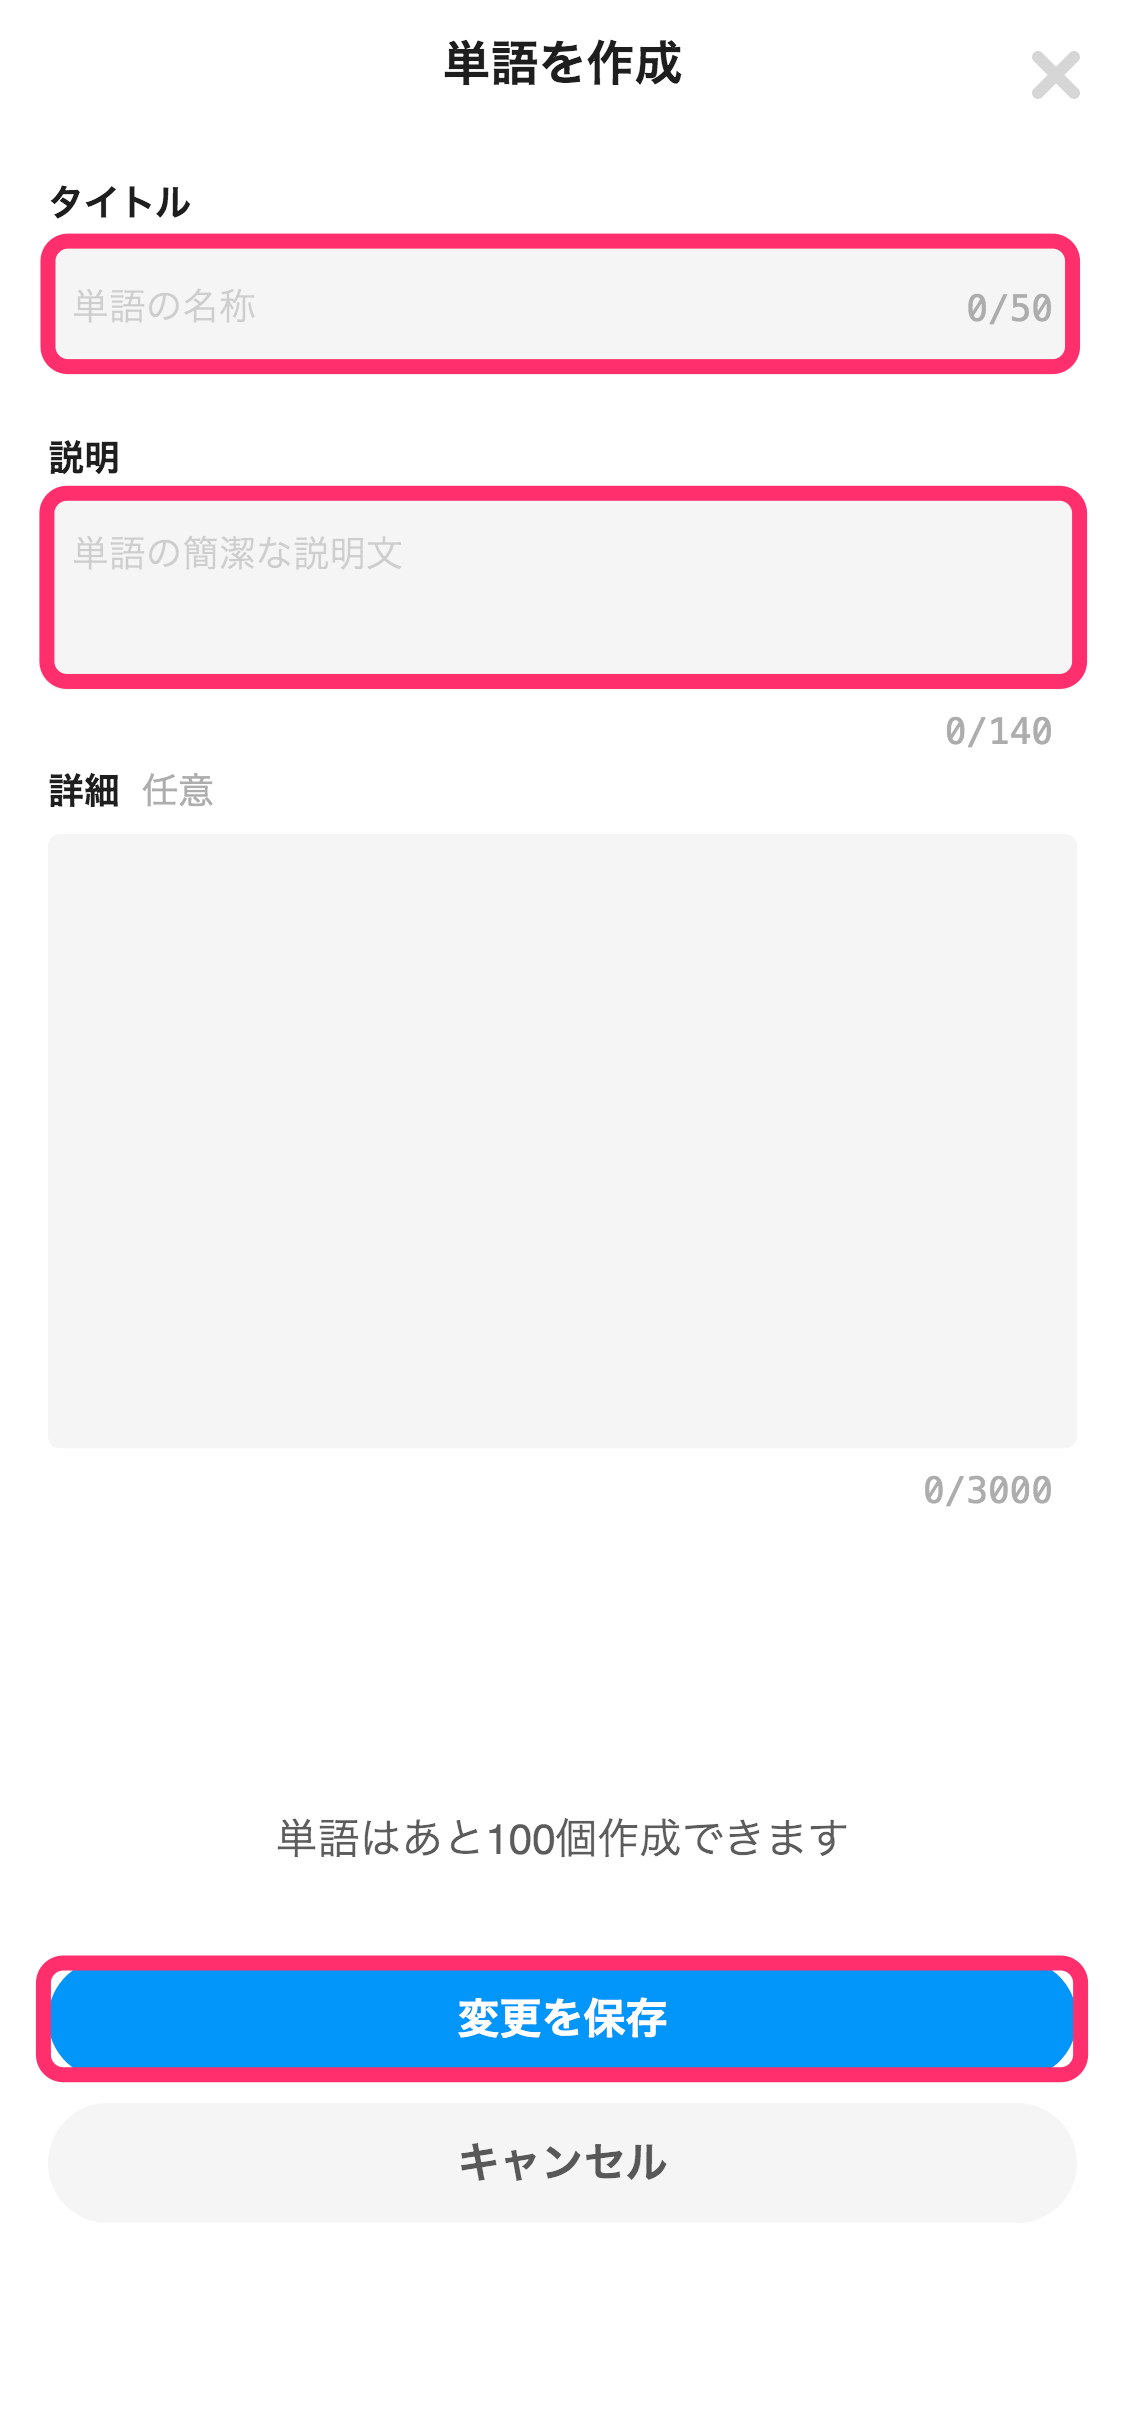 単語を作成
タイトル
単語の名称 0/50
説明
単語の簡潔な説明文
0/140
詳細 任意
0/3000
単語はあと100個作成できます
変更を保存
キャンセル